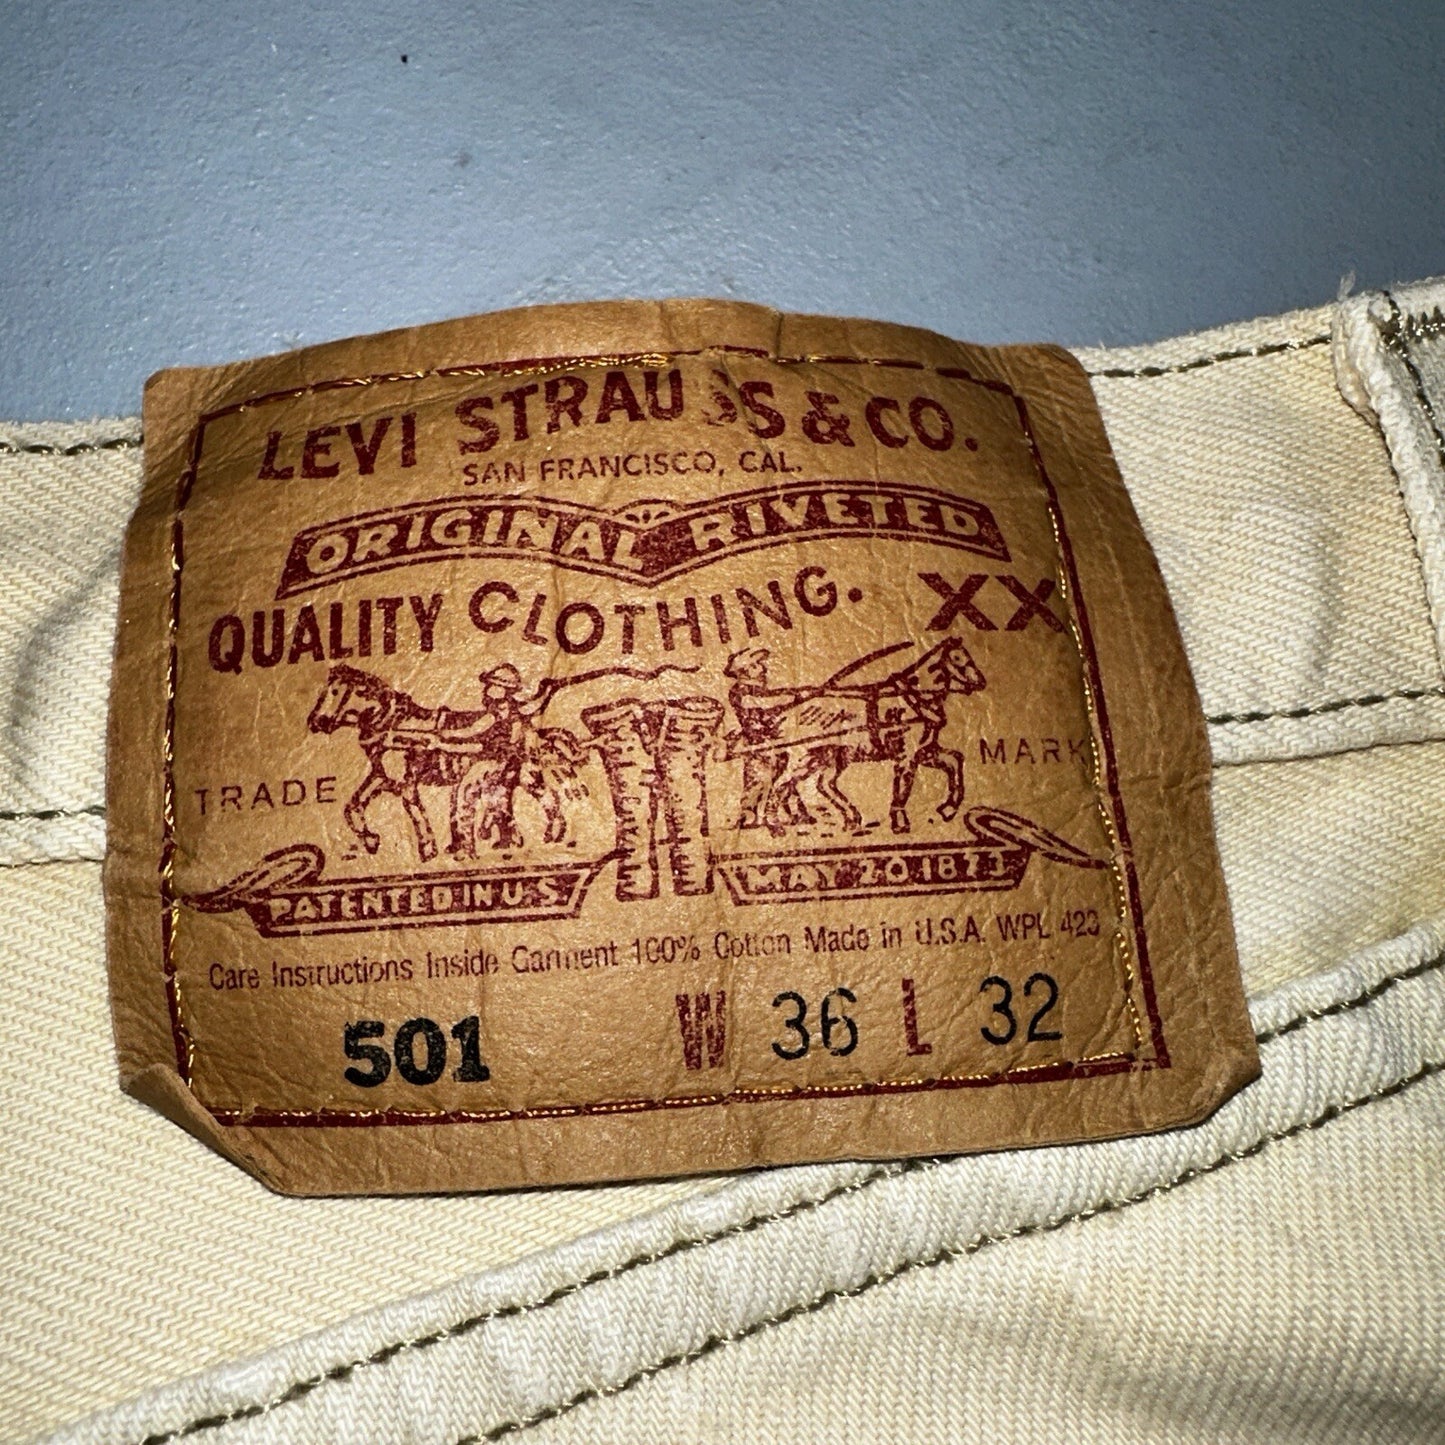 LEVI STRAUSS & CO.
SAN FRANCISCO, CAL.
ORIGINAL RIVETED
QUALITY CLOTHING. XX
TRADE MARK
PATENTED IN U.S. MAY 20 1873
Care Instructions Inside Garment 100% Cotton Made in U.S.A. WPL 423
501 W 36 L 32